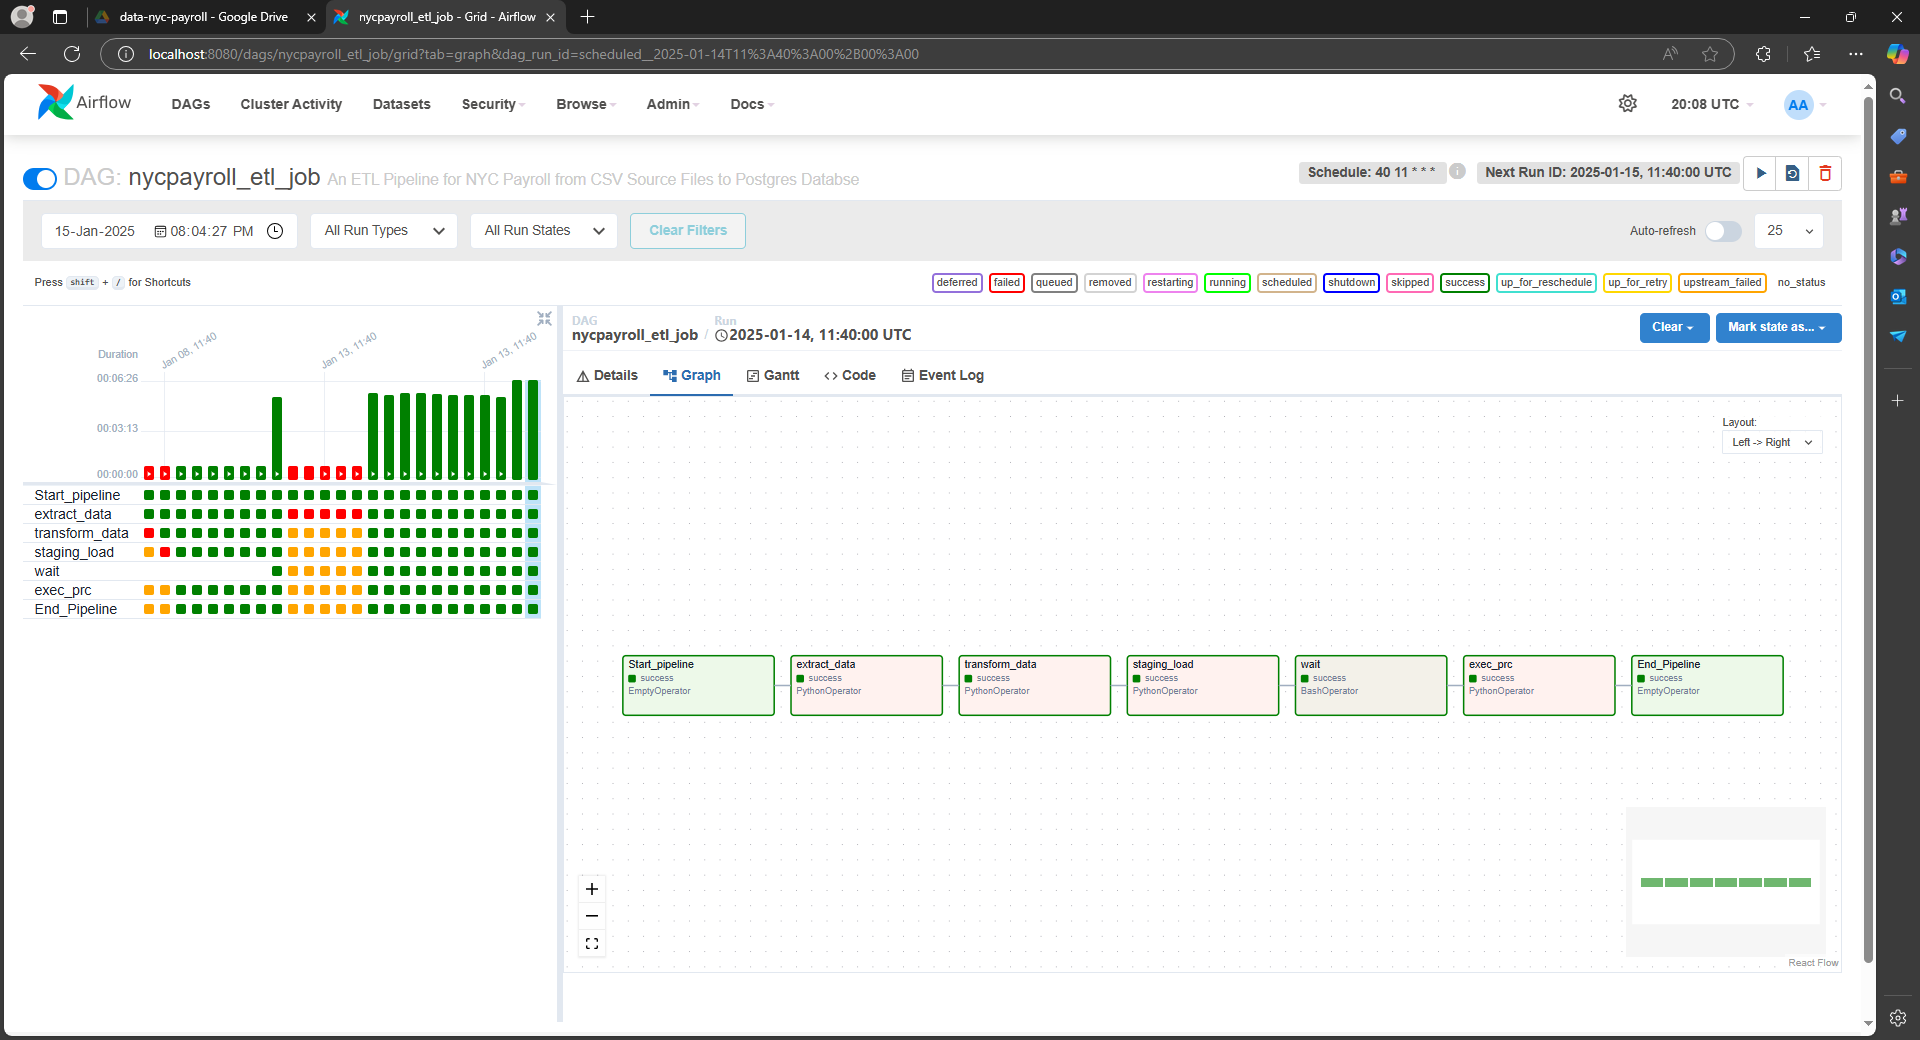 data-nyc-payroll - Google Drive
nycpayroll_etl_job - Grid - Airflow
localhost:8080/dags/nycpayroll_etl_job/grid?tab=graph&dag_run_id=scheduled__2025-01-14T11%3A40%3A00%2B00%3A00
Airflow
DAGs
Cluster Activity
Datasets
Security
Browse
Admin
Docs
20:08 UTC
AA
DAG: nycpayroll_etl_job An ETL Pipeline for NYC Payroll from CSV Source Files to Postgres Databse
Schedule: 40 11 * * *
Next Run ID: 2025-01-15, 11:40:00 UTC
15-Jan-2025 08:04:27 PM
All Run Types
All Run States
Clear Filters
Auto-refresh
25
Press shift + / for Shortcuts
deferred
failed
queued
removed
restarting
running
scheduled
shutdown
skipped
success
up_for_reschedule
up_for_retry
upstream_failed
no_status
Duration
Jan 08, 11:40
Jan 13, 11:40
Jan 13, 11:40
00:06:26
00:03:13
00:00:00
Start_pipeline
extract_data
transform_data
staging_load
wait
exec_prc
End_Pipeline
DAG
nycpayroll_etl_job
/
Run
2025-01-14, 11:40:00 UTC
Clear
Mark state as...
Details
Graph
Gantt
Code
Event Log
Layout:
Left -> Right
Start_pipeline
success
EmptyOperator
extract_data
success
PythonOperator
transform_data
success
PythonOperator
staging_load
success
PythonOperator
wait
success
BashOperator
exec_prc
success
PythonOperator
End_Pipeline
success
EmptyOperator
React Flow